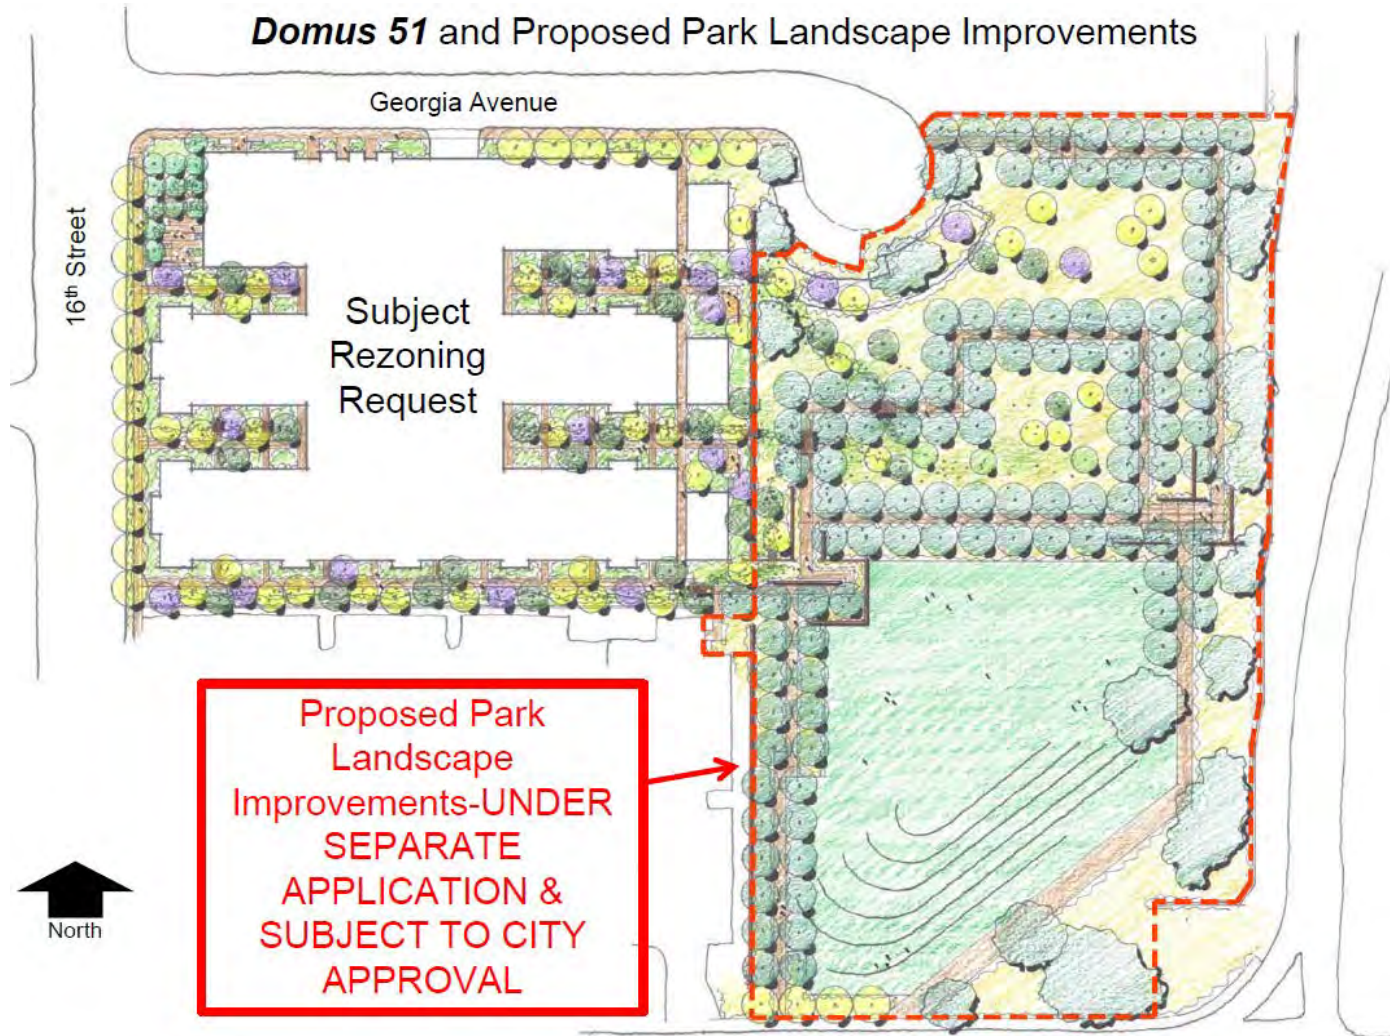 Domus 51 and Proposed Park Landscape Improvements
Georgia Avenue
16th Street
Subject
Rezoning
Request
Proposed Park
Landscape
Improvements-UNDER
SEPARATE
APPLICATION &
SUBJECT TO CITY
APPROVAL
North